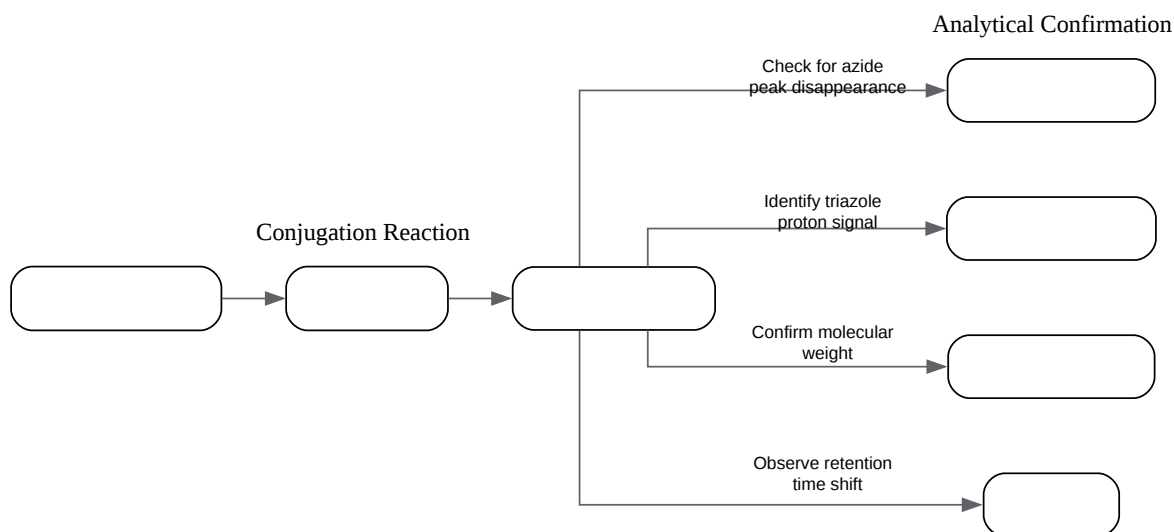 Analytical Confirmation
Check for azide
peak disappearance
Identify triazole
proton signal
Conjugation Reaction
Confirm molecular
weight
Observe retention
time shift